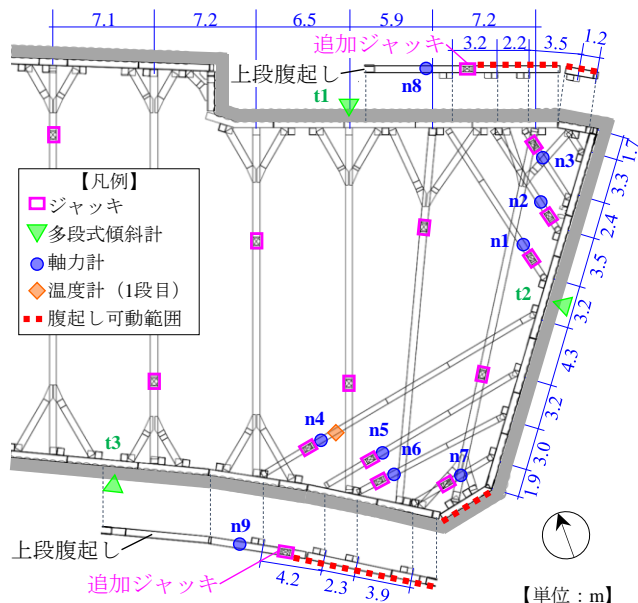 7.1
7.2
6.5
5.9
7.2
追加ジャッキ
3.2
2.2
3.5
1.2
上段腹起し
n8
t1
1.7
n3
3.3
【凡例】
ジャッキ
多段式傾斜計
軸力計
温度計（1段目）
腹起し可動範囲
n2
2.4
n1
3.5
t2
3.2
4.3
n4
n5
n6
n7
3.2
3.0
1.9
t3
上段腹起し
n9
追加ジャッキ
4.2
2.3
3.9
【単位：m】